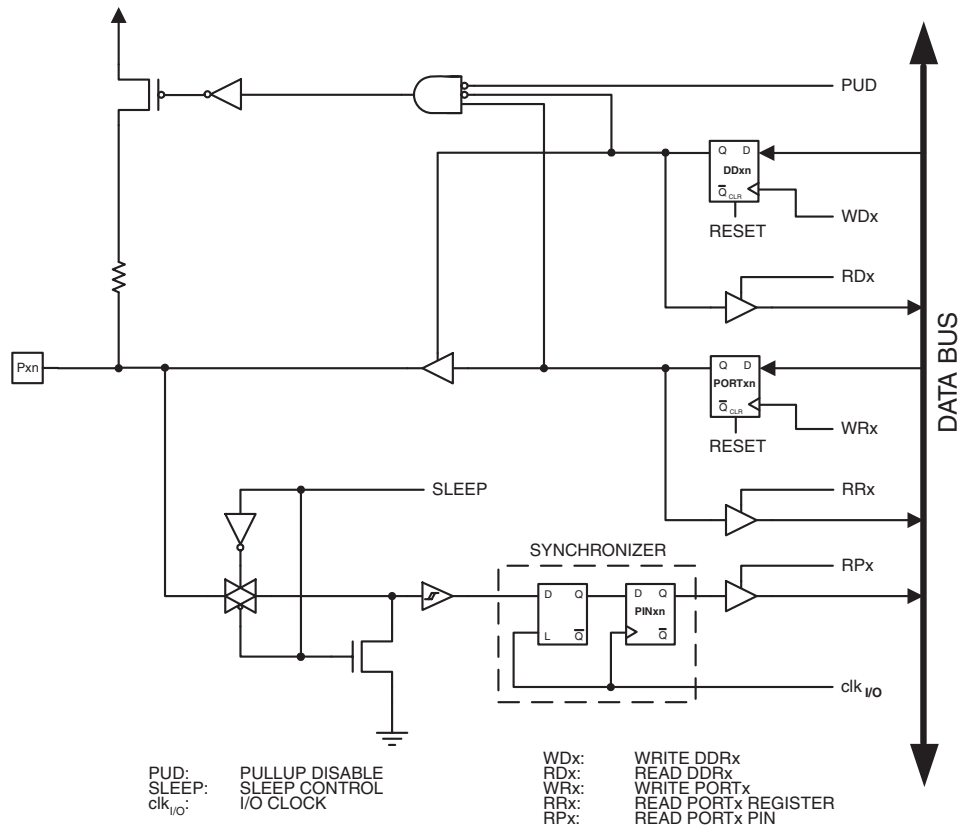 PUD
Q D
DDxn
Q CLR
WDx
RESET
RDx
Pxn
Q D
PORTxn
Q CLR
WRx
RESET
DATA BUS
SLEEP
RRx
SYNCHRONIZER
RPx
D Q
L Q
D Q
PINxn
Q
clk I/O
PUD: PULLUP DISABLE
SLEEP: SLEEP CONTROL
clkI/O: I/O CLOCK
WDx: WRITE DDRx
RDx: READ DDRx
WRx: WRITE PORTx
RRx: READ PORTx REGISTER
RPx: READ PORTx PIN